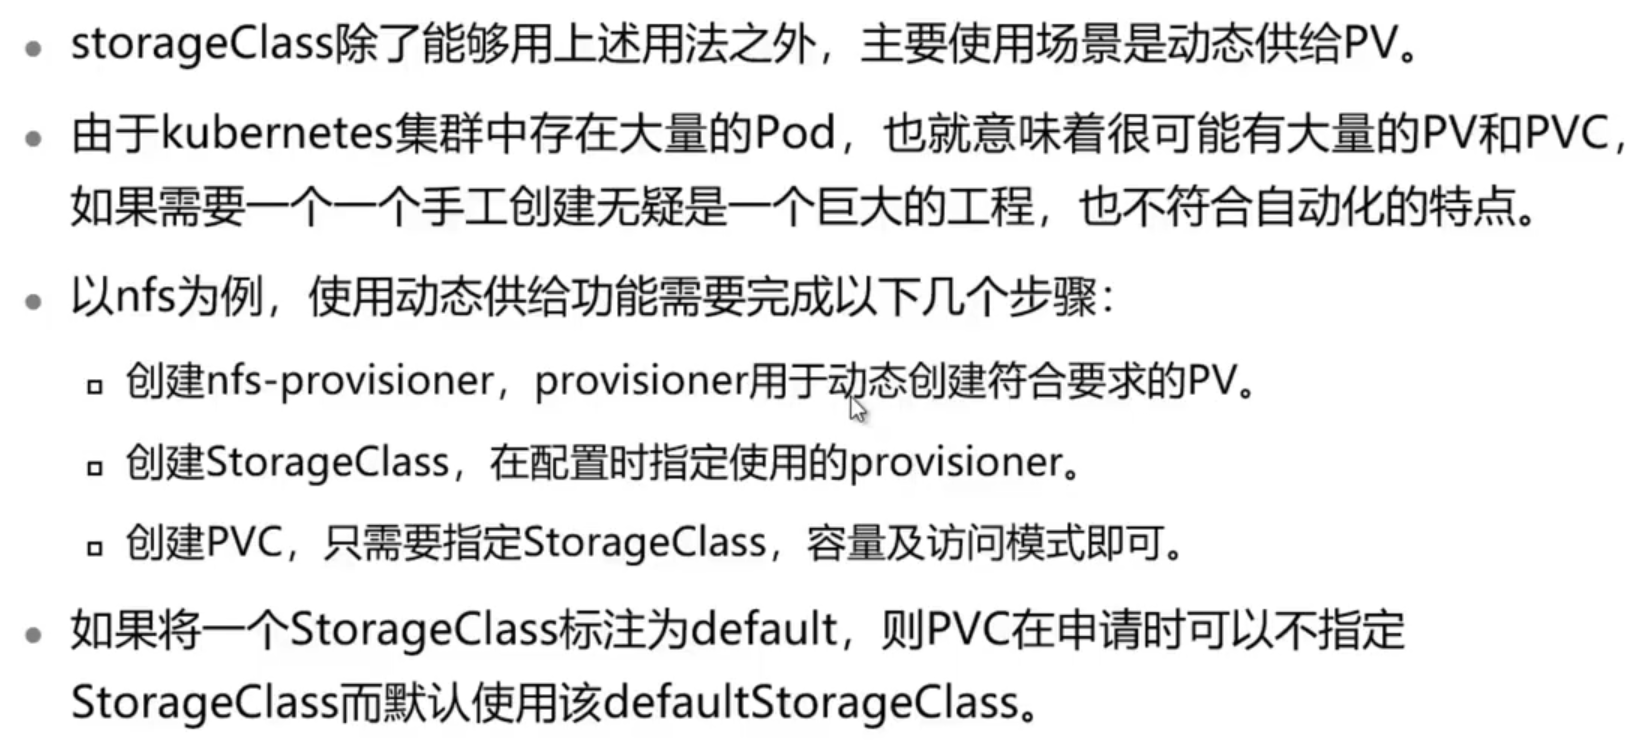 storageClass除了能够用上述用法之外，主要使用场景是动态供给PV。
由于kubernetes集群中存在大量的Pod，也就意味着很可能有大量的PV和PVC，
如果需要一个一个手工创建无疑是一个巨大的工程，也不符合自动化的特点。
以nfs为例，使用动态供给功能需要完成以下几个步骤：
创建nfs-provisioner，provisioner用于动态创建符合要求的PV。
创建StorageClass，在配置时指定使用的provisioner。
创建PVC，只需要指定StorageClass，容量及访问模式即可。
如果将一个StorageClass标注为default，则PVC在申请时可以不指定
StorageClass而默认使用该defaultStorageClass。